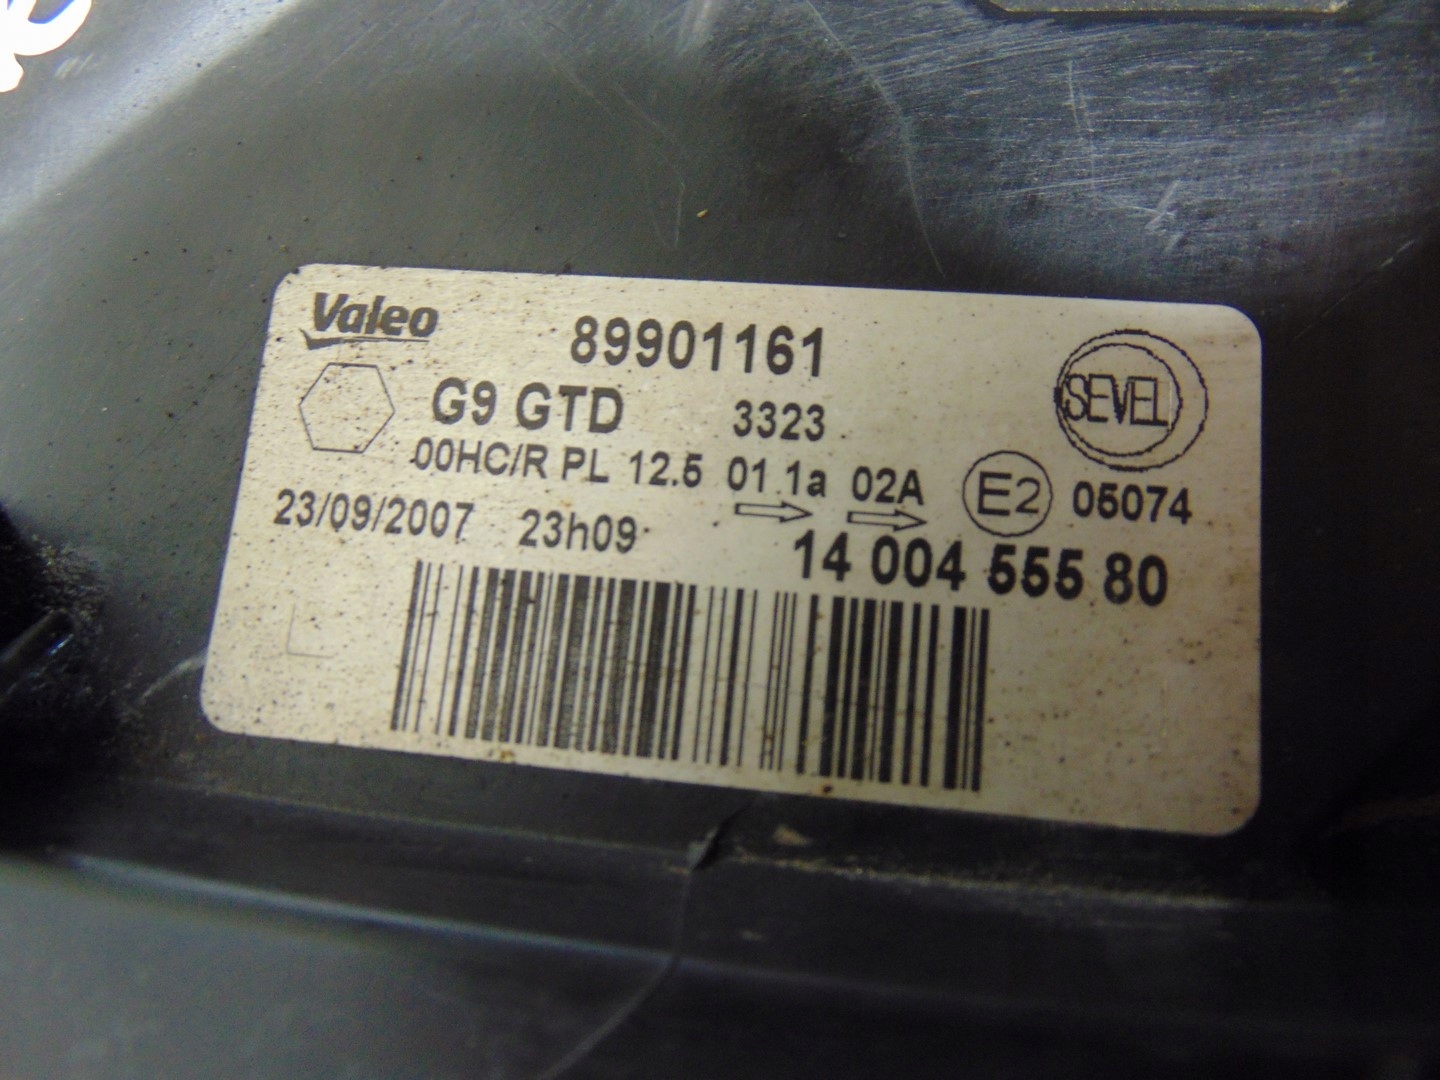 Valeo 89901161
SEVEL
G9 GTD 3323
00HC/R PL 12.5 01 1a 02A E2 05074
23/09/2007 23h09
14 004 555 80